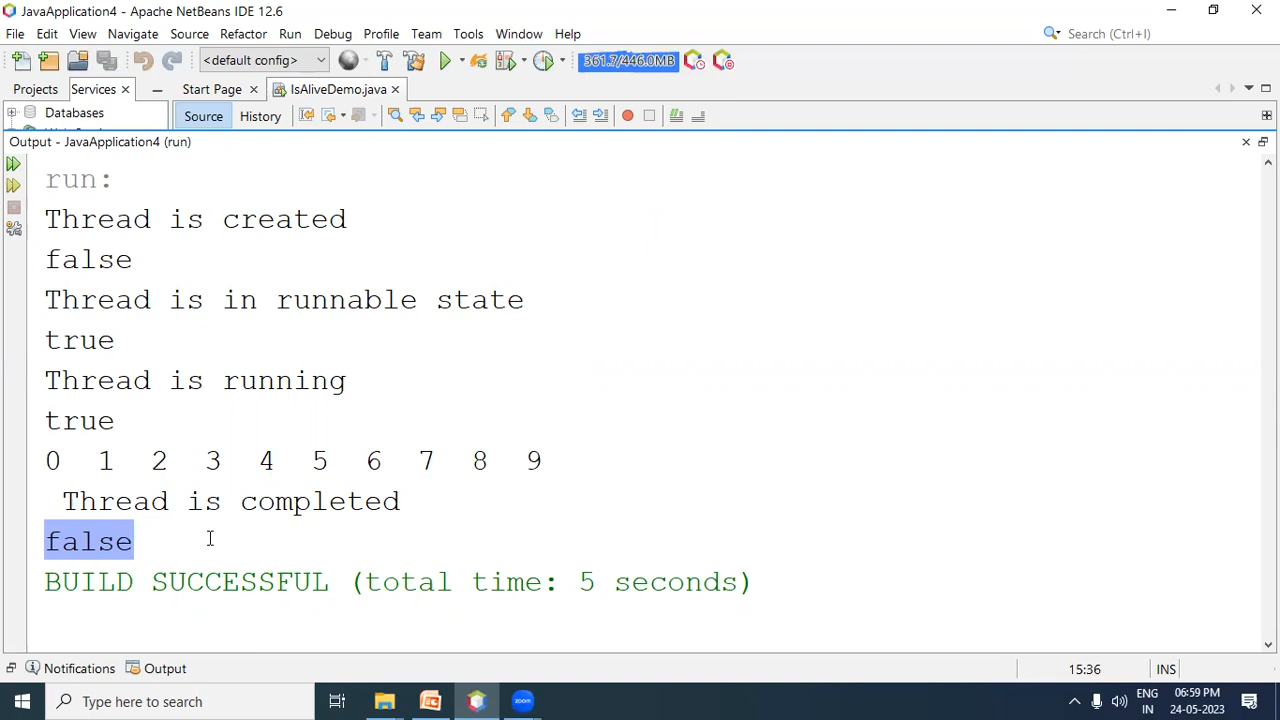 JavaApplication4 - Apache NetBeans IDE 12.6
File Edit View Navigate Source Refactor Run Debug Profile Team Tools Window Help
Search (Ctrl+I)
<default config>
361.7/446.0MB
Projects Services Start Page IsAliveDemo.java
Databases
Source History
Output - JavaApplication4 (run)
run:
Thread is created
false
Thread is in runnable state
true
Thread is running
true
0 1 2 3 4 5 6 7 8 9
Thread is completed
false
BUILD SUCCESSFUL (total time: 5 seconds)
Notifications Output
15:36 INS
Type here to search
zoom
ENG
IN
06:59 PM
24-05-2023